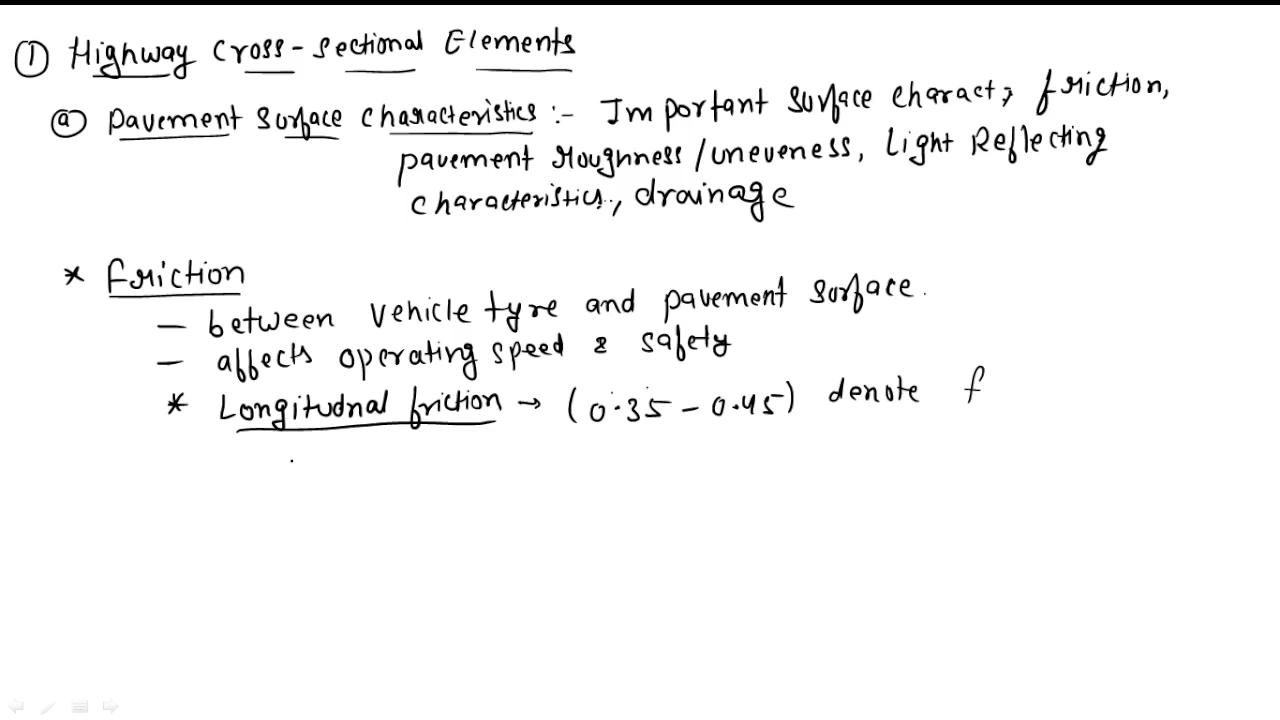 ① Highway Cross-Sectional Elements
ⓐ Pavement Surface Characteristics :- Important surface charact → friction,
pavement roughness/uneveness, Light Reflecting
characteristics, drainage
* Friction
- between vehicle tyre and pavement surface.
- affects operating speed & safety
* Longitudnal friction → (0.35 - 0.45) denote f